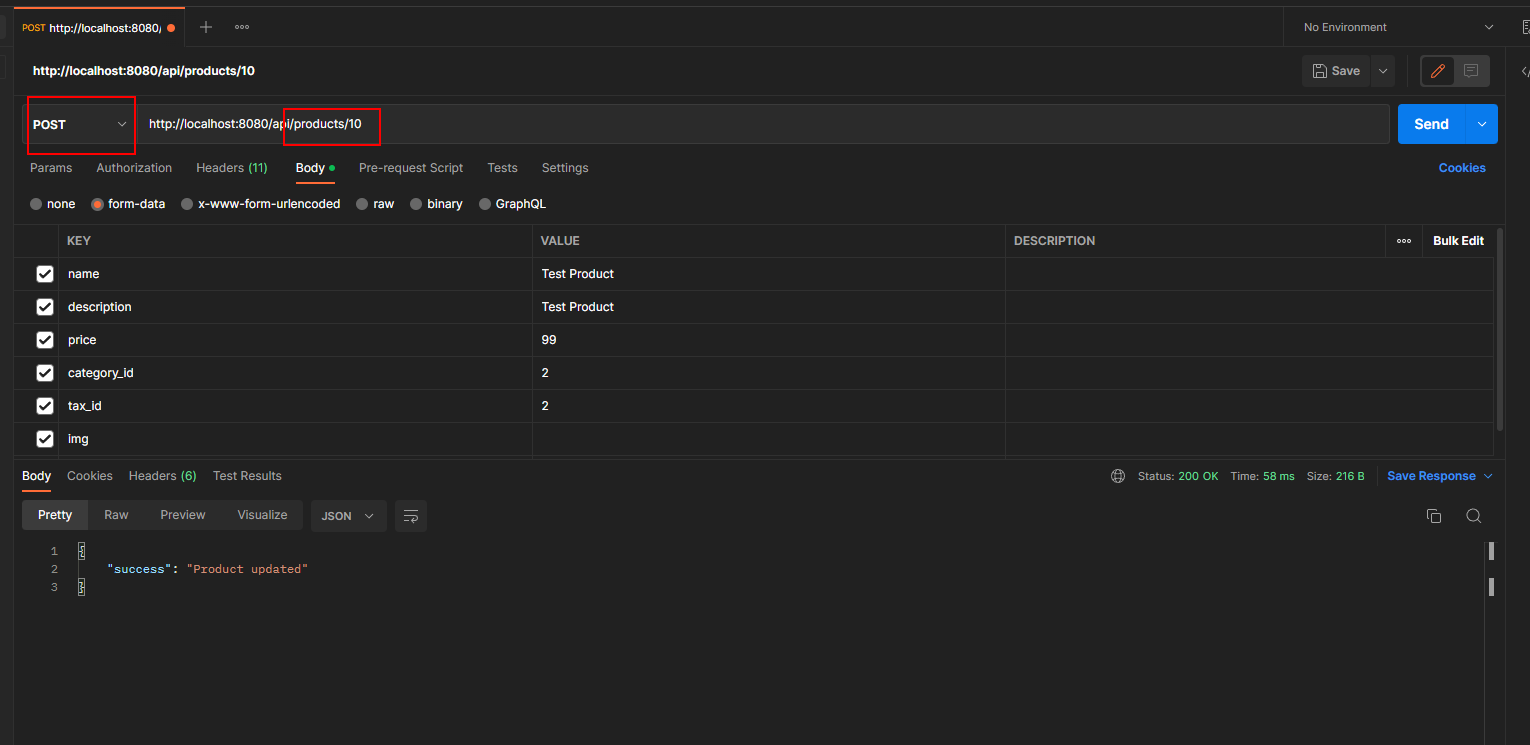 POST http://localhost:8080/ No Environment
http://localhost:8080/api/products/10 Save
POST http://localhost:8080/api/products/10 Send
Params Authorization Headers (11) Body Pre-request Script Tests Settings Cookies
none form-data x-www-form-urlencoded raw binary GraphQL
KEY VALUE DESCRIPTION Bulk Edit
name Test Product
description Test Product
price 99
category_id 2
tax_id 2
img
Body Cookies Headers (6) Test Results Status: 200 OK Time: 58 ms Size: 216 B Save Response
Pretty Raw Preview Visualize JSON
1 {
2 "success": "Product updated"
3 }